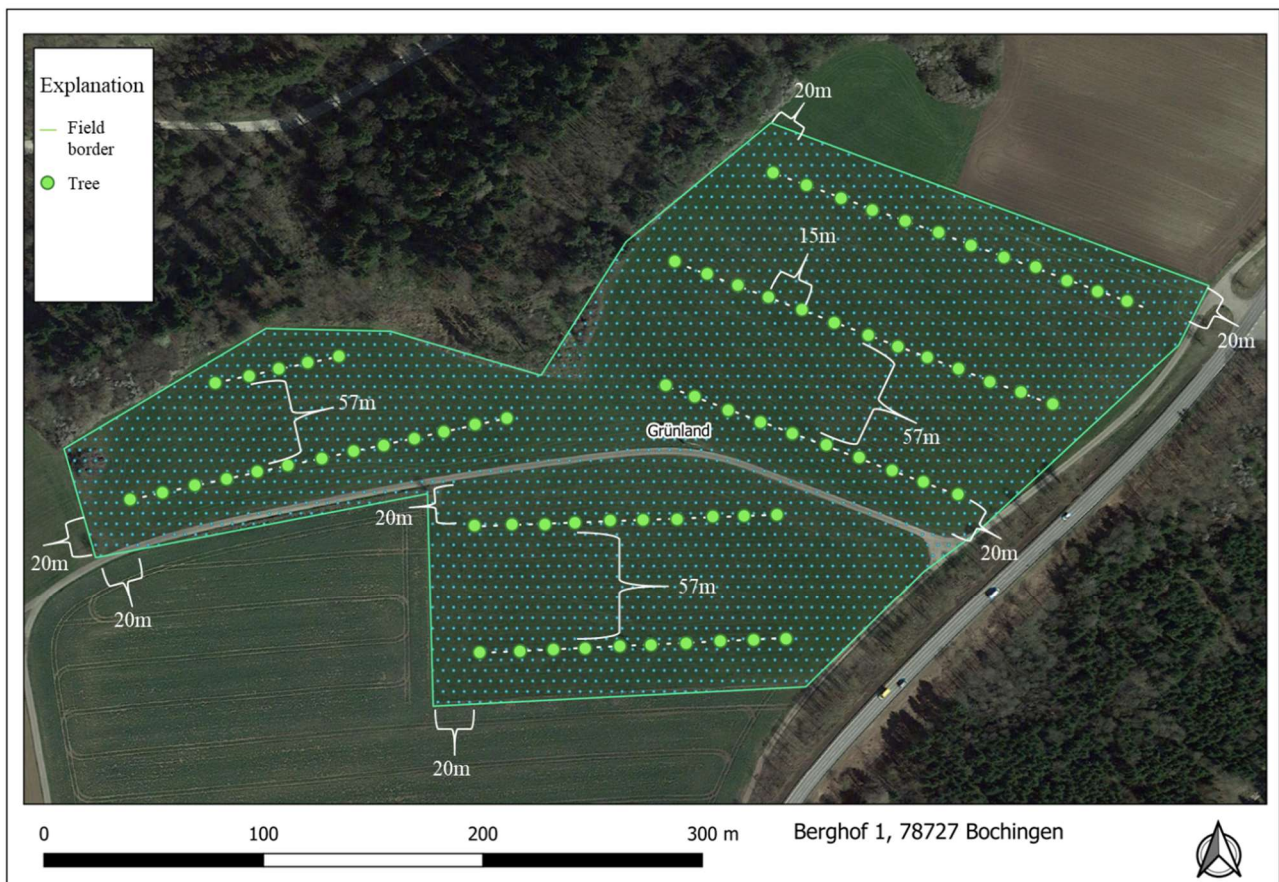 Explanation
Field
border
Tree
20m
15m
20m
57m
57m
Grünland
20m
20m
20m
57m
20m
20m
0 100 200 300 m
Berghof 1, 78727 Bochingen